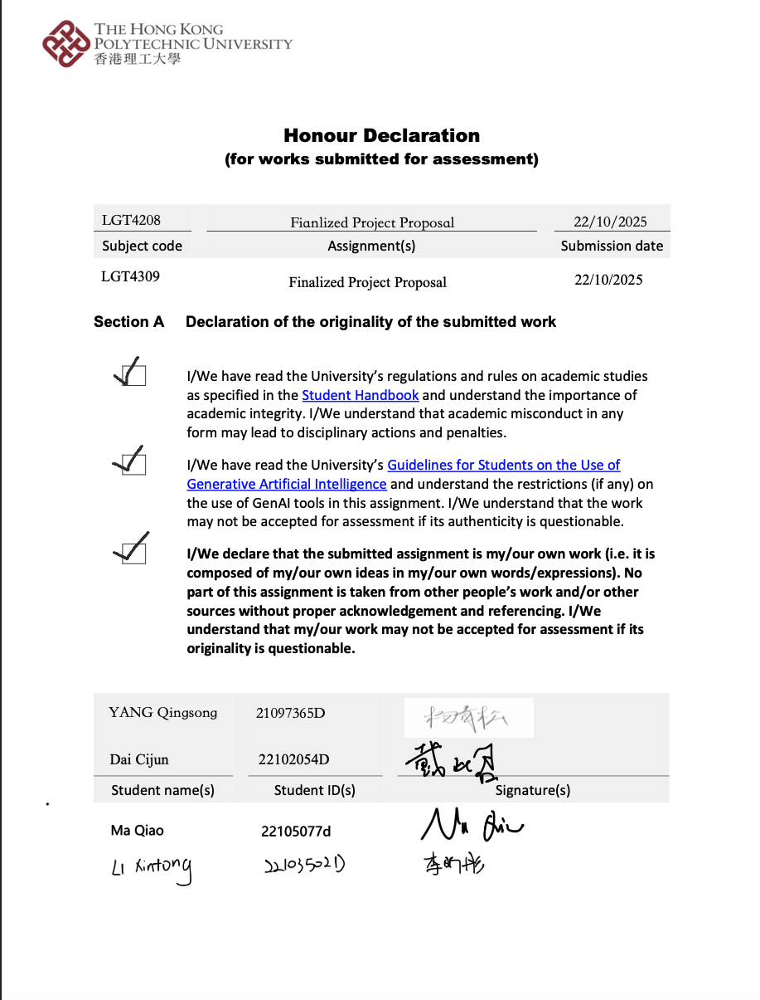 THE HONG KONG
POLYTECHNIC UNIVERSITY
香港理工大學
Honour Declaration
(for works submitted for assessment)
LGT4208 Fianlized Project Proposal 22/10/2025
Subject code Assignment(s) Submission date
LGT4309 Finalized Project Proposal 22/10/2025
Section A Declaration of the originality of the submitted work
I/We have read the University’s regulations and rules on academic studies
as specified in the Student Handbook and understand the importance of
academic integrity. I/We understand that academic misconduct in any
form may lead to disciplinary actions and penalties.
I/We have read the University’s Guidelines for Students on the Use of
Generative Artificial Intelligence and understand the restrictions (if any) on
the use of GenAI tools in this assignment. I/We understand that the work
may not be accepted for assessment if its authenticity is questionable.
I/We declare that the submitted assignment is my/our own work (i.e. it is
composed of my/our own ideas in my/our own words/expressions). No
part of this assignment is taken from other people’s work and/or other
sources without proper acknowledgement and referencing. I/We
understand that my/our work may not be accepted for assessment if its
originality is questionable.
YANG Qingsong 21097365D
Dai Cijun 22102054D
Student name(s) Student ID(s) Signature(s)
Ma Qiao 22105077d Ma Qiao
LI Xintong 22103502D